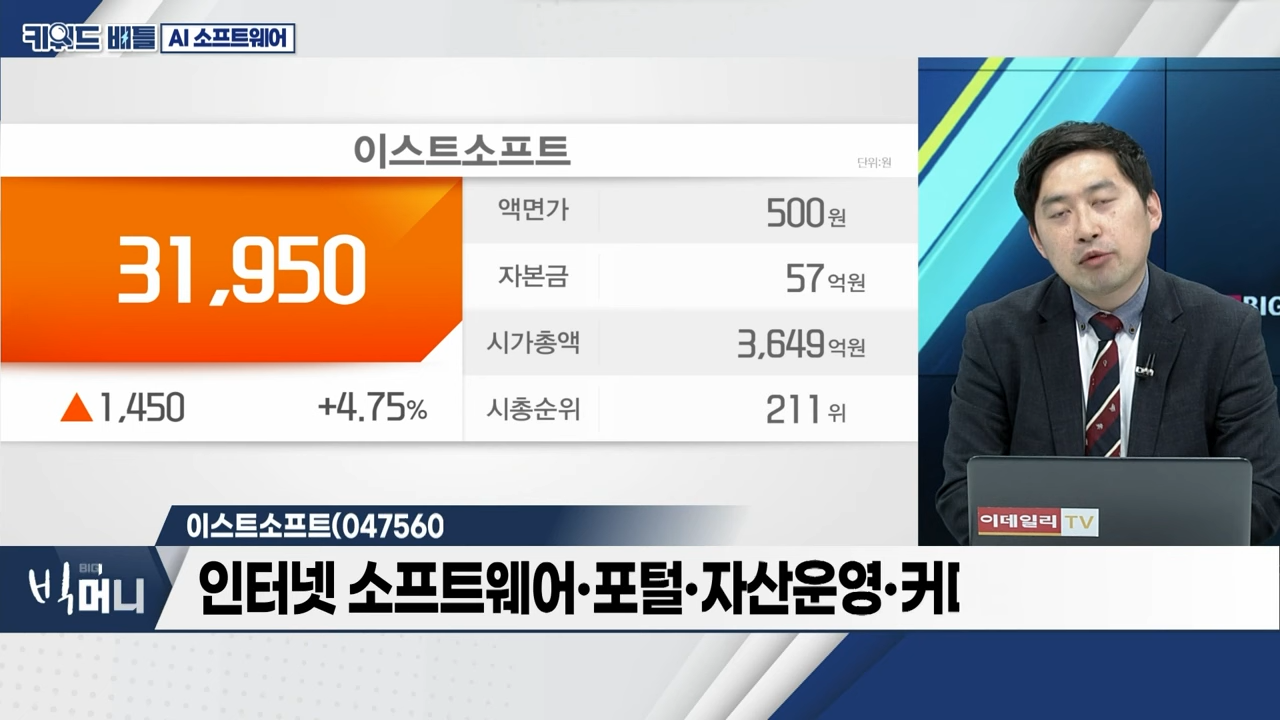 키워드 배틀 AI 소프트웨어
이스트소프트
단위:원
31,950
▲1,450 +4.75%
액면가 500원
자본금 57억원
시가총액 3,649억원
시총순위 211위
BIG
이데일리 TV
이스트소프트(047560
BIG
빅머니
인터넷 소프트웨어·포털·자산운영·커